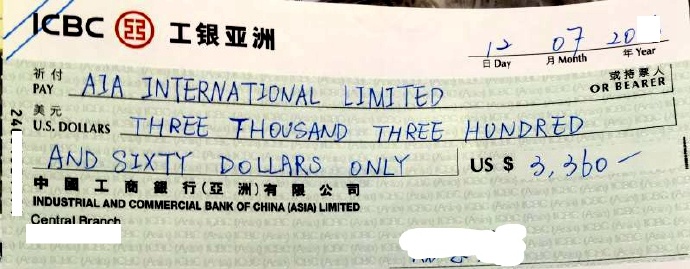 ICBC 工银亚洲
12 07 20
日 Day 月 Month 年 Year
祈付 或持票人
PAY AIA INTERNATIONAL LIMITED OR BEARER
美元
U.S. DOLLARS THREE THOUSAND THREE HUNDRED
AND SIXTY DOLLARS ONLY US $ 3,360—
中國工商銀行(亞洲)有限公司
INDUSTRIAL AND COMMERCIAL BANK OF CHINA (ASIA) LIMITED
Central Branch